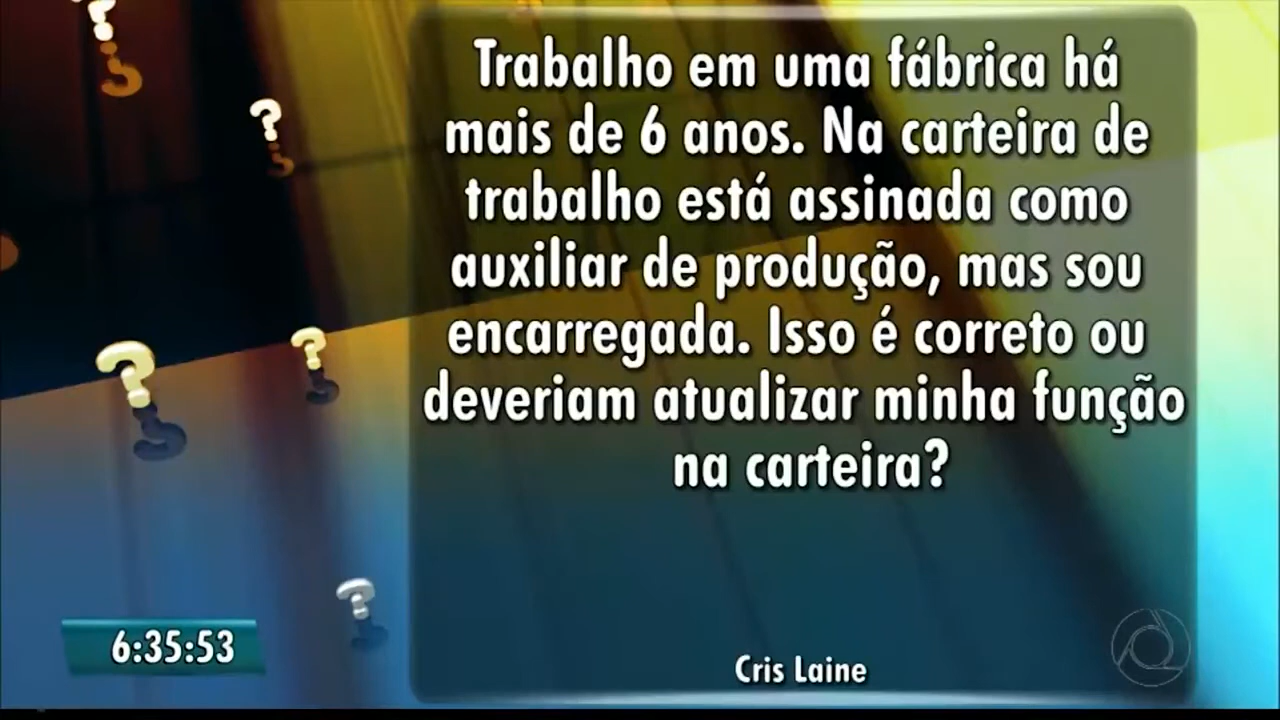 Trabalho em uma fábrica há
mais de 6 anos. Na carteira de
trabalho está assinada como
auxiliar de produção, mas sou
encarregada. Isso é correto ou
deveriam atualizar minha função
na carteira?
6:35:53
Cris Laine